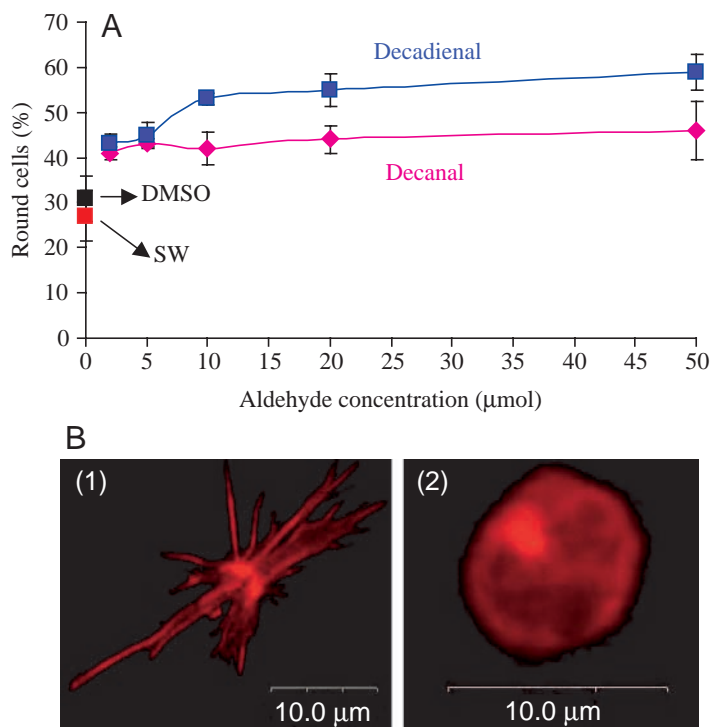 A
70
60
50
40
30
20
10
0
Round cells (%)
Decadienal
Decanal
DMSO
SW
0 5 10 15 20 25 30 35 40 45 50
Aldehyde concentration (μmol)
B
(1)
10.0 μm
(2)
10.0 μm